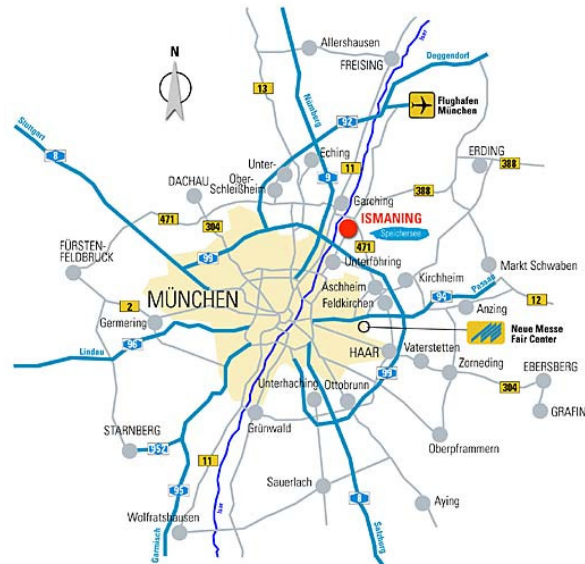 Allershausen
FREISING
Isar
Deggendorf
N
13
Nürnberg
92
Flughafen
München
Stuttgart
8
9
11
Eching
Unter-
Ober-
Schleißheim
ERDING
388
DACHAU
388
Garching
471
304
ISMANING
Speichersee
471
99
Unterföhring
FÜRSTEN-
FELDBRUCK
Aschheim
Feldkirchen
Kirchheim
Markt Schwaben
Passau
94
12
MÜNCHEN
2
Germering
Anzing
Neue Messe
Fair Center
96
Lindau
HAAR
Vaterstetten
Zorneding
EBERSBERG
99
304
GRAFIN
Unterhaching
Ottobrunn
Grünwald
STARNBERG
952
Oberpframmern
11
95
Sauerlach
8
Aying
Wolfratshausen
Garmisch
Isar
Salzburg